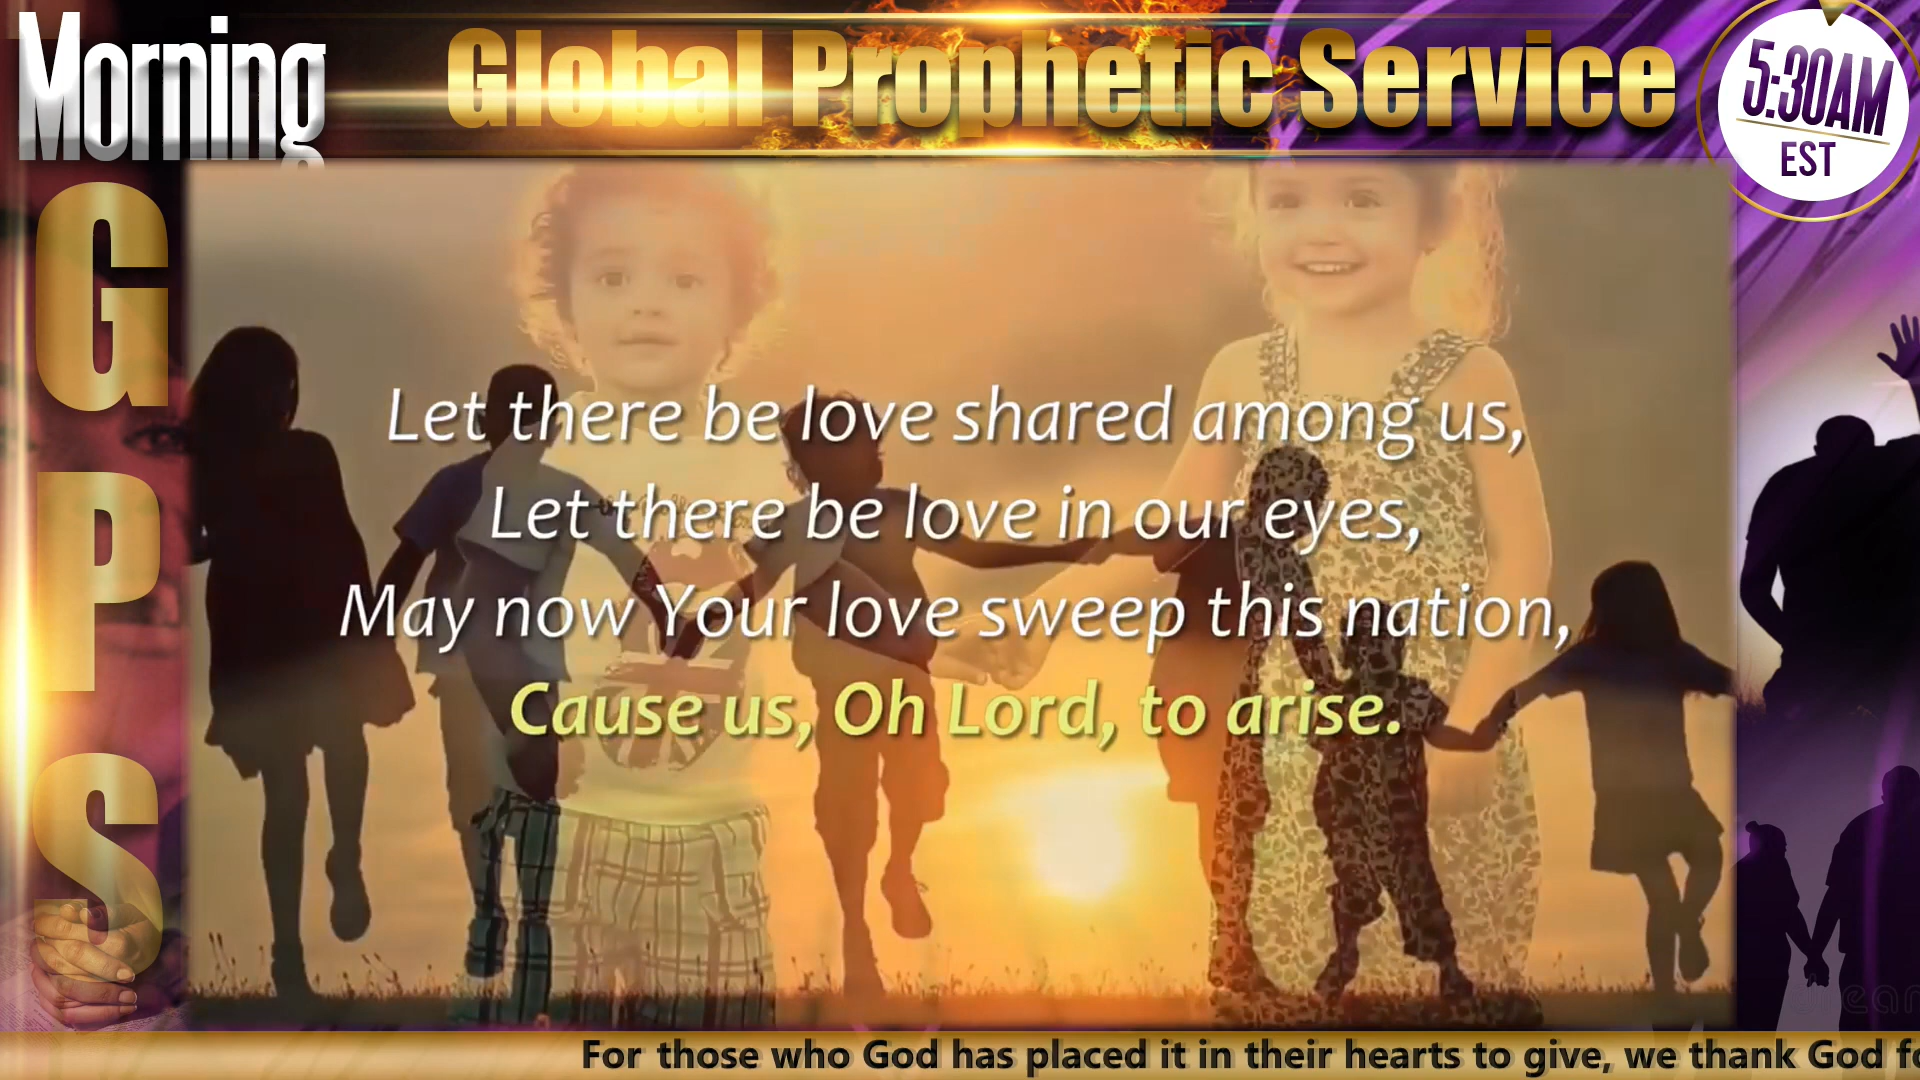 Morning
Global Prophetic Service
5:30AM
EST
G
P
S
Let there be love shared among us,
Let there be love in our eyes,
May now Your love sweep this nation,
Cause us, Oh Lord, to arise.
For those who God has placed it in their hearts to give, we thank God fo